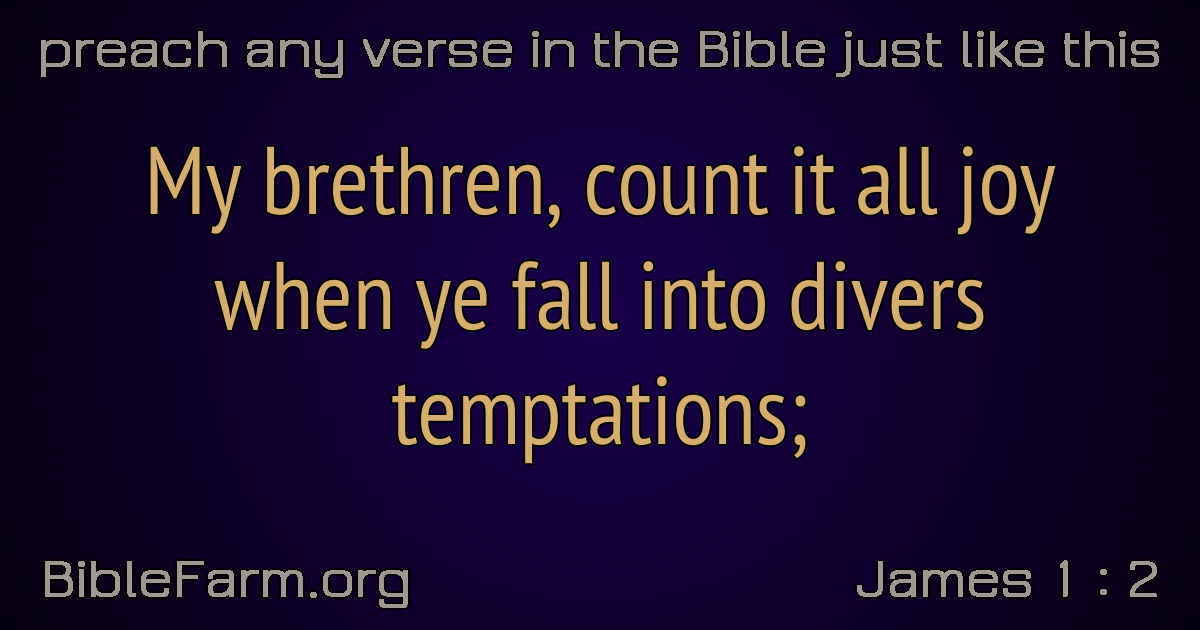 preach any verse in the Bible just like this
My brethren, count it all joy
when ye fall into divers
temptations;
BibleFarm.org
James 1 : 2